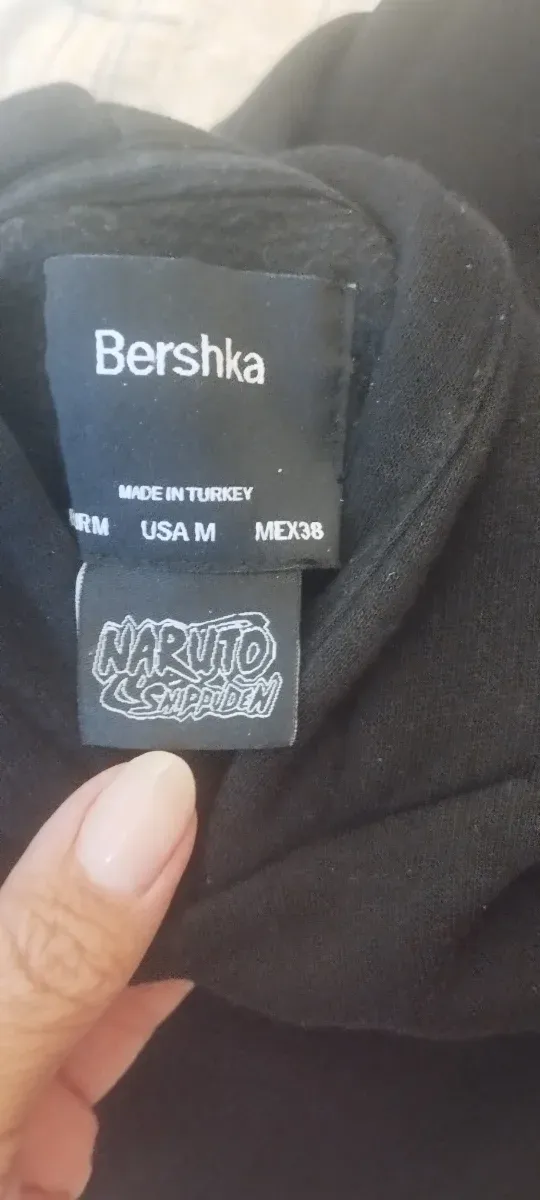 Bershka
MADE IN TURKEY
USA M MEX38
NARUTO
SHIPPUDEN